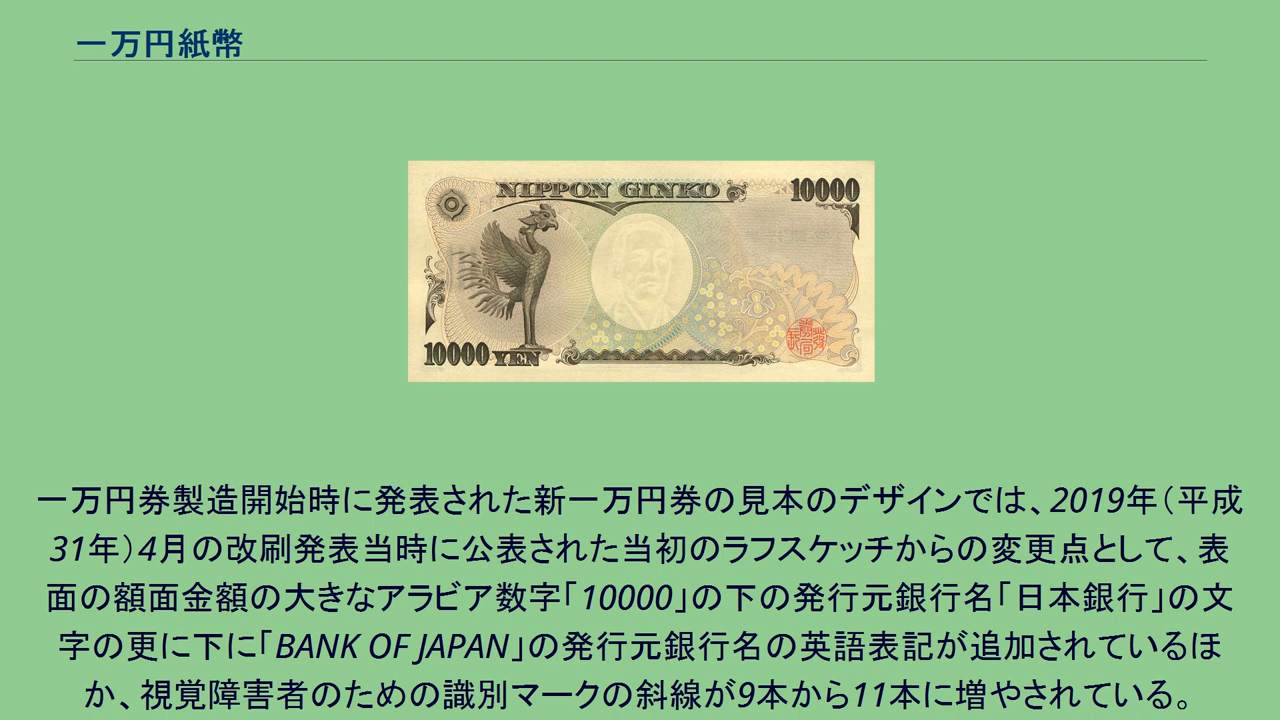 一万円紙幣
NIPPON GINKO
10000
10000 YEN
一万円券製造開始時に発表された新一万円券の見本のデザインでは、2019年（平成
31年）4月の改刷発表当時に公表された当初のラフスケッチからの変更点として、表
面の額面金額の大きなアラビア数字「10000」の下の発行元銀行名「日本銀行」の文
字の更に下に「BANK OF JAPAN」の発行元銀行名の英語表記が追加されているほ
か、視覚障害者のための識別マークの斜線が9本から11本に増やされている。